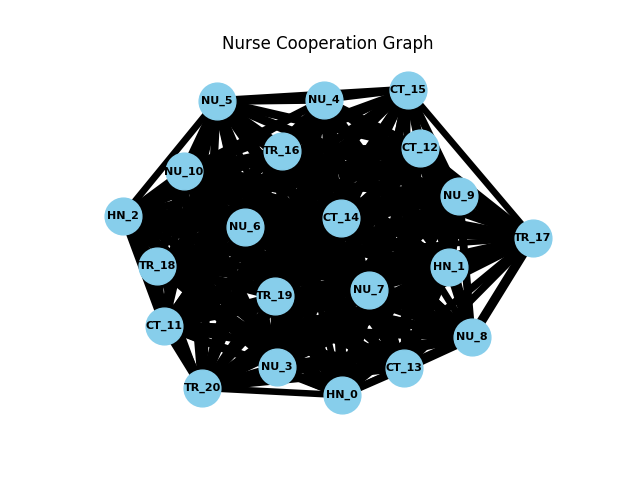 Nurse Cooperation Graph
CT_15
NU_5
NU_4
TR_16
CT_12
NU_10
NU_9
HN_2
CT_14
NU_6
TR_17
TR_18
HN_1
NU_7
TR_19
CT_11
NU_8
NU_3
CT_13
TR_20
HN_0